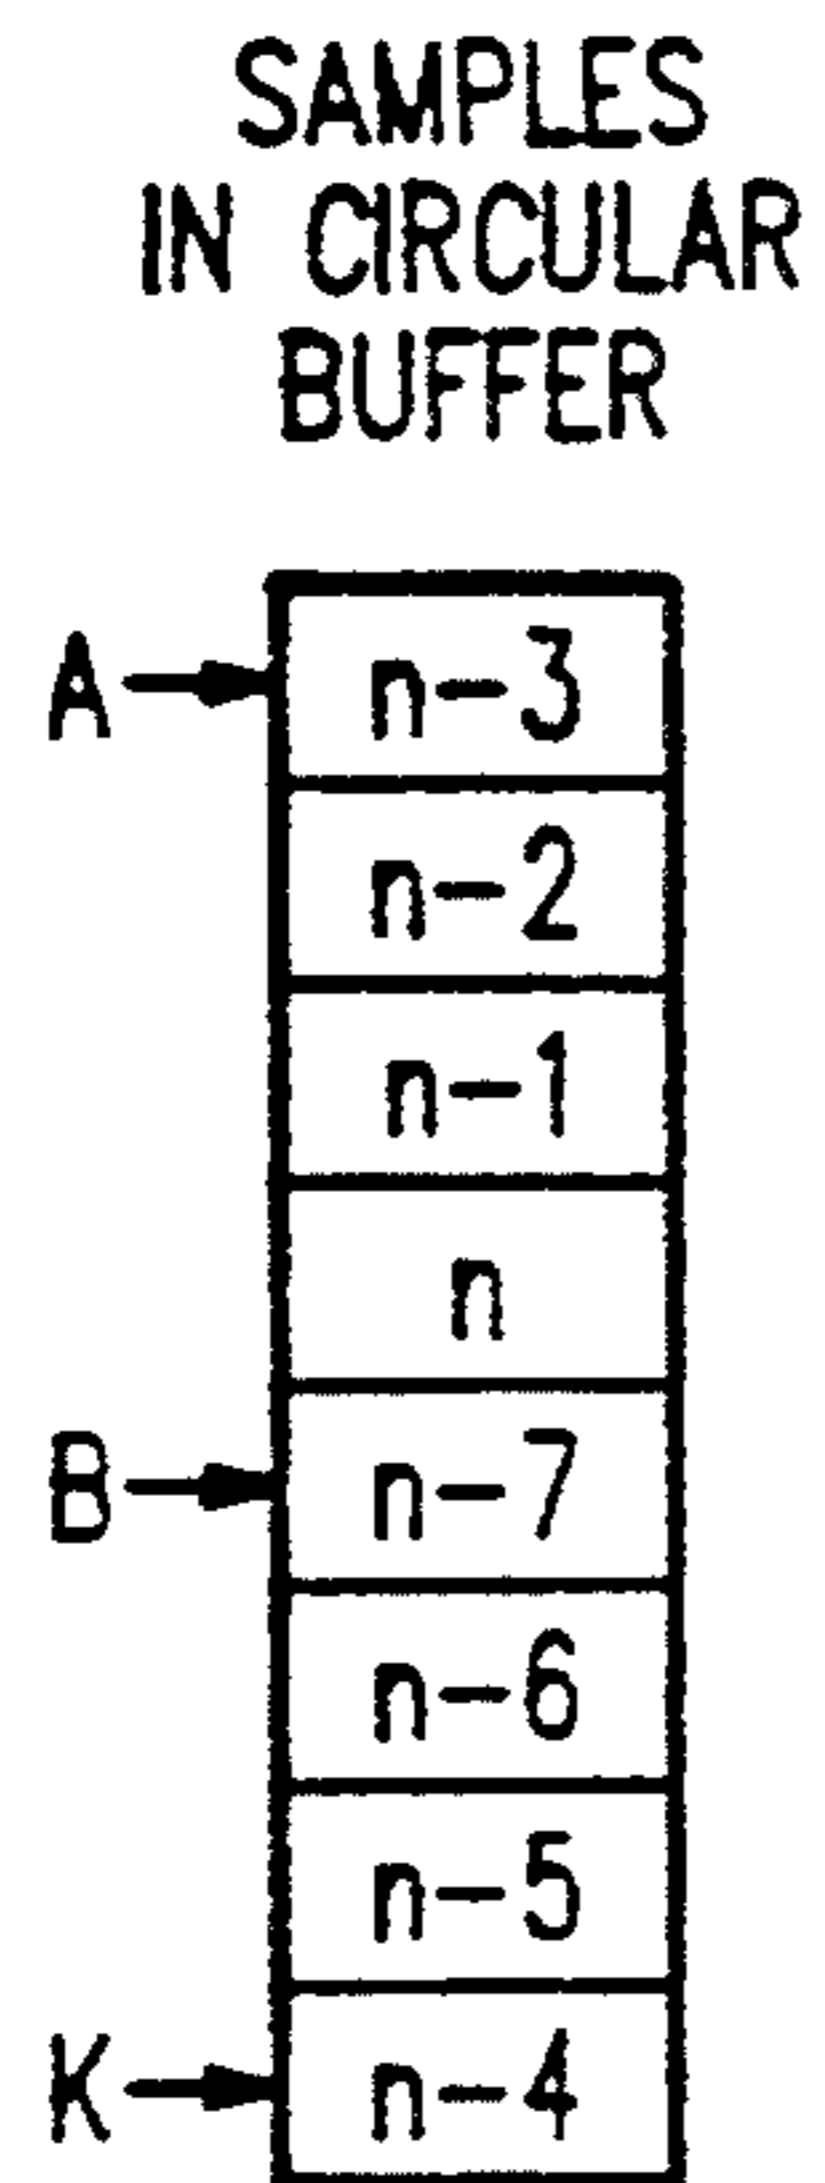 SAMPLES
IN CIRCULAR
BUFFER
A n-3
n-2
n-1
n
B n-7
n-6
n-5
K n-4